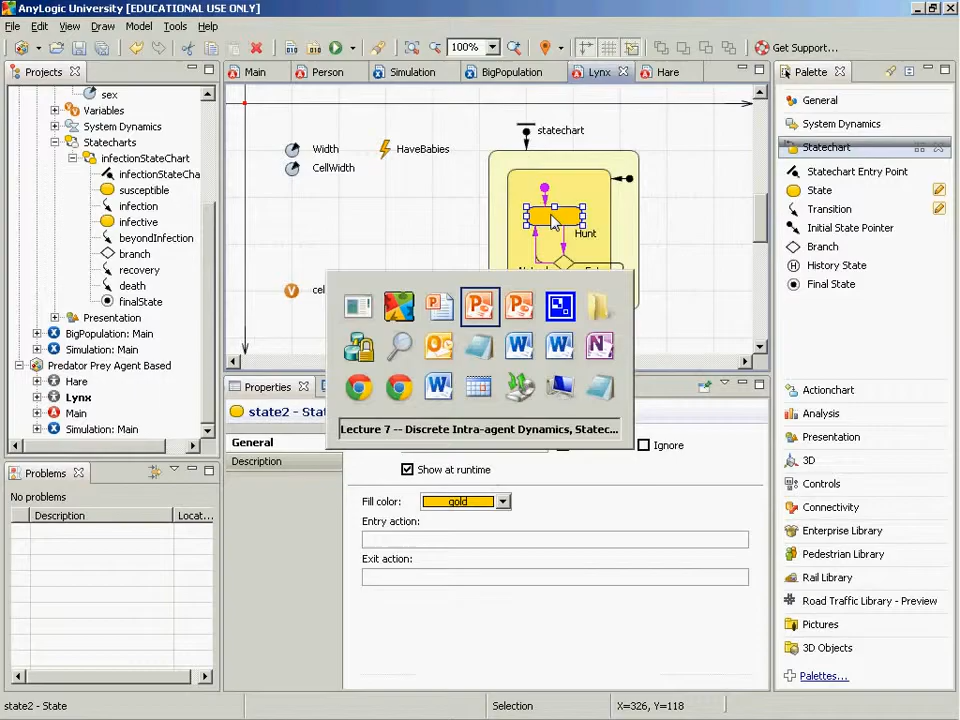 AnyLogic University [EDUCATIONAL USE ONLY]
File Edit View Draw Model Tools Help
100%
Get Support...
Projects
Main
Person
Simulation
BigPopulation
Lynx
Hare
Palette
sex
Variables
System Dynamics
Statecharts
infectionStateChart
infectionStateCha
susceptible
infection
infective
beyondInfection
branch
recovery
death
finalState
Presentation
BigPopulation: Main
Simulation: Main
Predator Prey Agent Based
Hare
Lynx
Main
Simulation: Main
Width
CellWidth
HaveBabies
statechart
Hunt
cel
General
System Dynamics
Statechart
Statechart Entry Point
State
Transition
Initial State Pointer
Branch
History State
Final State
Actionchart
Analysis
Presentation
3D
Controls
Connectivity
Enterprise Library
Pedestrian Library
Rail Library
Road Traffic Library - Preview
Pictures
3D Objects
Palettes...
Lecture 7 -- Discrete Intra-agent Dynamics, Statec...
Properties
state2 - Sta
General
Description
Ignore
Show at runtime
Fill color:
gold
Entry action:
Exit action:
Problems
No problems
Description
Locat...
state2 - State
Selection
X=326, Y=118